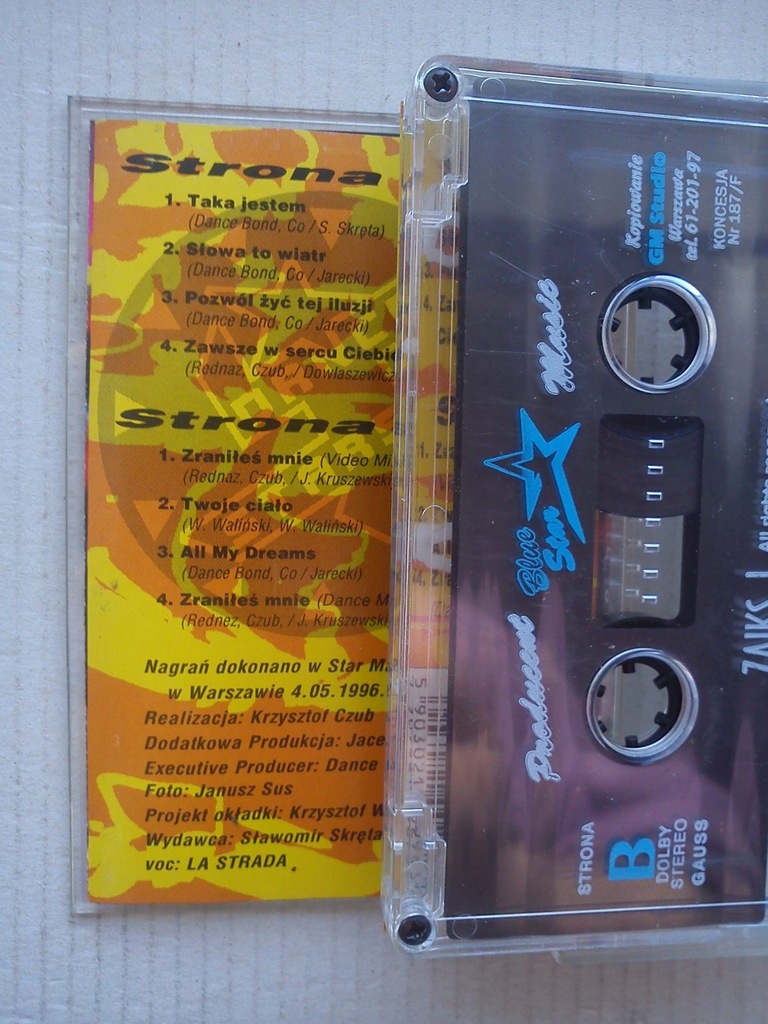 Strona
1. Taka jestem
(Dance Bond, Co / S. Skręta)
2. Słowa to wiatr
(Dance Bond, Co / Jarecki)
3. Pozwól żyć tej iluzji
(Dance Bond, Co / Jarecki)
4. Zawsze w sercu
(Rednaz, Czub, / Dowlaszewicz
Strona
1. Zraniłeś mnie (Video
(Rednaz, Czub, / J. Kruszewski
2. Twoje ciało
(W. Waliński, W. Waliński)
3. All My Dreams
(Dance Bond, Co / Jarecki)
4. Zraniłeś mnie (Dance
(Rednez, Czub, / J. Kruszewski
Nagrań dokonano w Star
w Warszawie 4.05.1996.
Realizacja: Krzysztof Czub
Dodatkowa Produkcja:
Executive Producer: Dance
Foto: Janusz Sus
Projekt okładki: Krzysztof
Wydawca: Sławomir Skręta
voc: LA STRADA
Kopiowanie
GM Studio
Warszawa
tel. 61-201-97
KONCESJA
Nr 187/F
Producent Blue Star Music
STRONA
B
DOLBY
STEREO
GAUSS
ZAIKS
5 903021